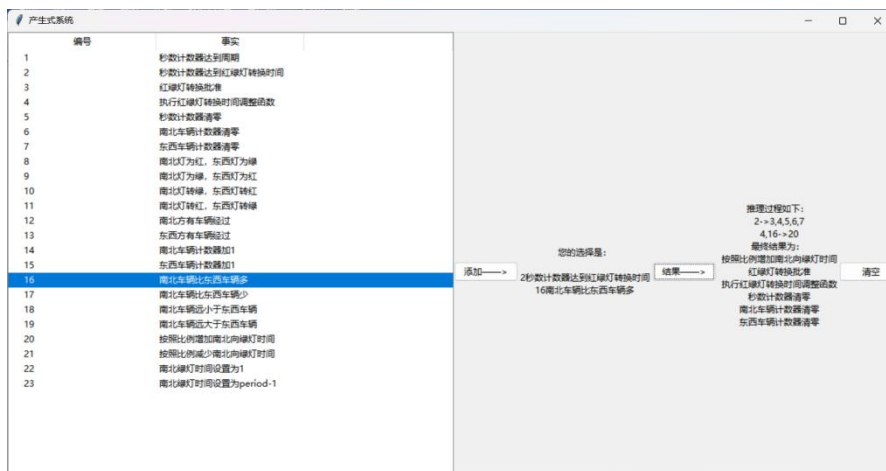 产生式系统
编号 事实
1 秒数计数器达到周期
2 秒数计数器达到红绿灯转换时间
3 红绿灯转换批准
4 执行红绿灯转换时间调整函数
5 秒数计数器清零
6 南北车辆计数器清零
7 东西车辆计数器清零
8 南北灯为红，东西灯为绿
9 南北灯为绿，东西灯为红
10 南北灯转绿，东西灯转红
11 南北灯转红，东西灯转绿
12 南北方有车辆经过
13 东西方有车辆经过
14 南北车辆计数器加1
15 东西车辆计数器加1
16 南北车辆比东西车辆多
17 南北车辆比东西车辆少
18 南北车辆远小于东西车辆
19 南北车辆远大于东西车辆
20 按照比例增加南北向绿灯时间
21 按照比例减少南北向绿灯时间
22 南北绿灯时间设置为1
23 南北绿灯时间设置为period-1
添加——>
您的选择是：
2秒数计数器达到红绿灯转换时间
16南北车辆比东西车辆多
结果——>
推理过程如下：
2->3,4,5,6,7
4,16->20
最终结果为：
按照比例增加南北向绿灯时间
红绿灯转换批准
执行红绿灯转换时间调整函数
秒数计数器清零
南北车辆计数器清零
东西车辆计数器清零
清空